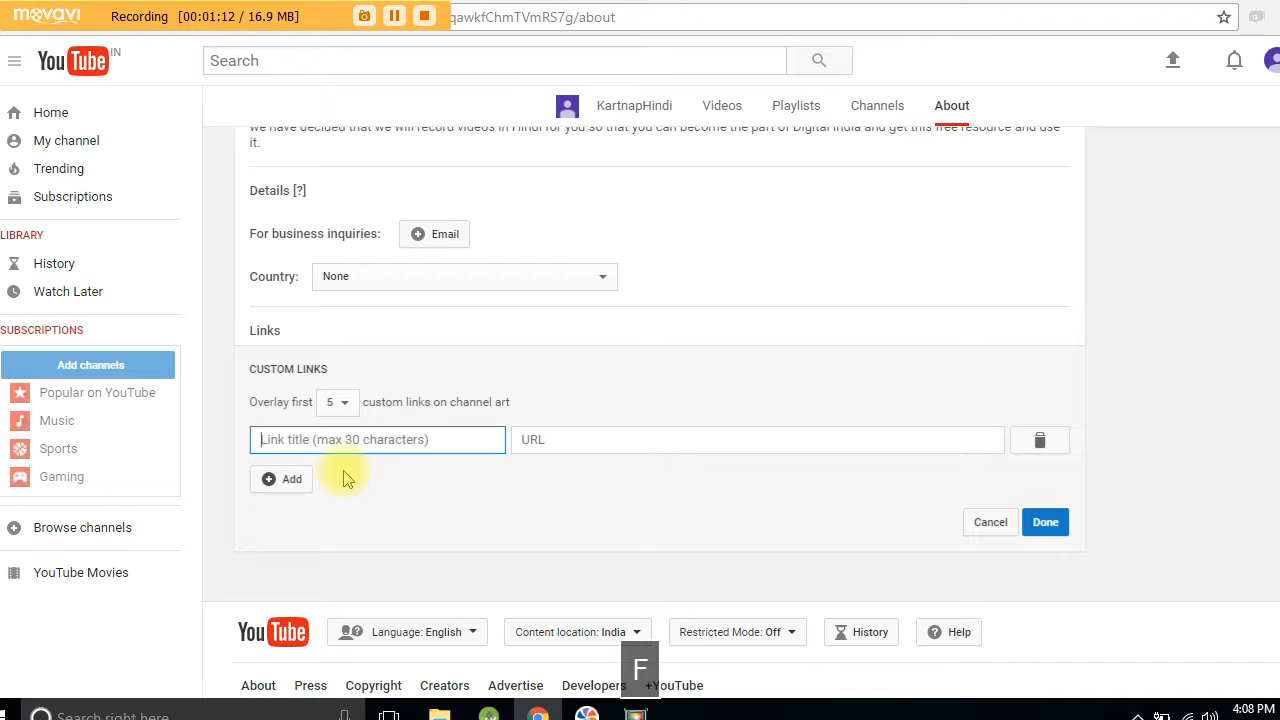 movavi
Recording [00:01:12 / 16.9 MB]
qawkfChmTVmRS7g/about
YouTube IN
Search
Home
My channel
Trending
Subscriptions
LIBRARY
History
Watch Later
SUBSCRIPTIONS
Add channels
Popular on YouTube
Music
Sports
Gaming
Browse channels
YouTube Movies
KartnapHindi Videos Playlists Channels About
we have decided that we will record videos in Hindi for you so that you can become the part of Digital India and get this free resource and use
it.
Details [?]
For business inquiries: Email
Country: None
Links
CUSTOM LINKS
Overlay first 5 custom links on channel art
Link title (max 30 characters) URL
Add
Cancel Done
YouTube Language: English Content location: India Restricted Mode: Off History Help
F
About Press Copyright Creators Advertise Developers +YouTube
Search right here
4:08 PM